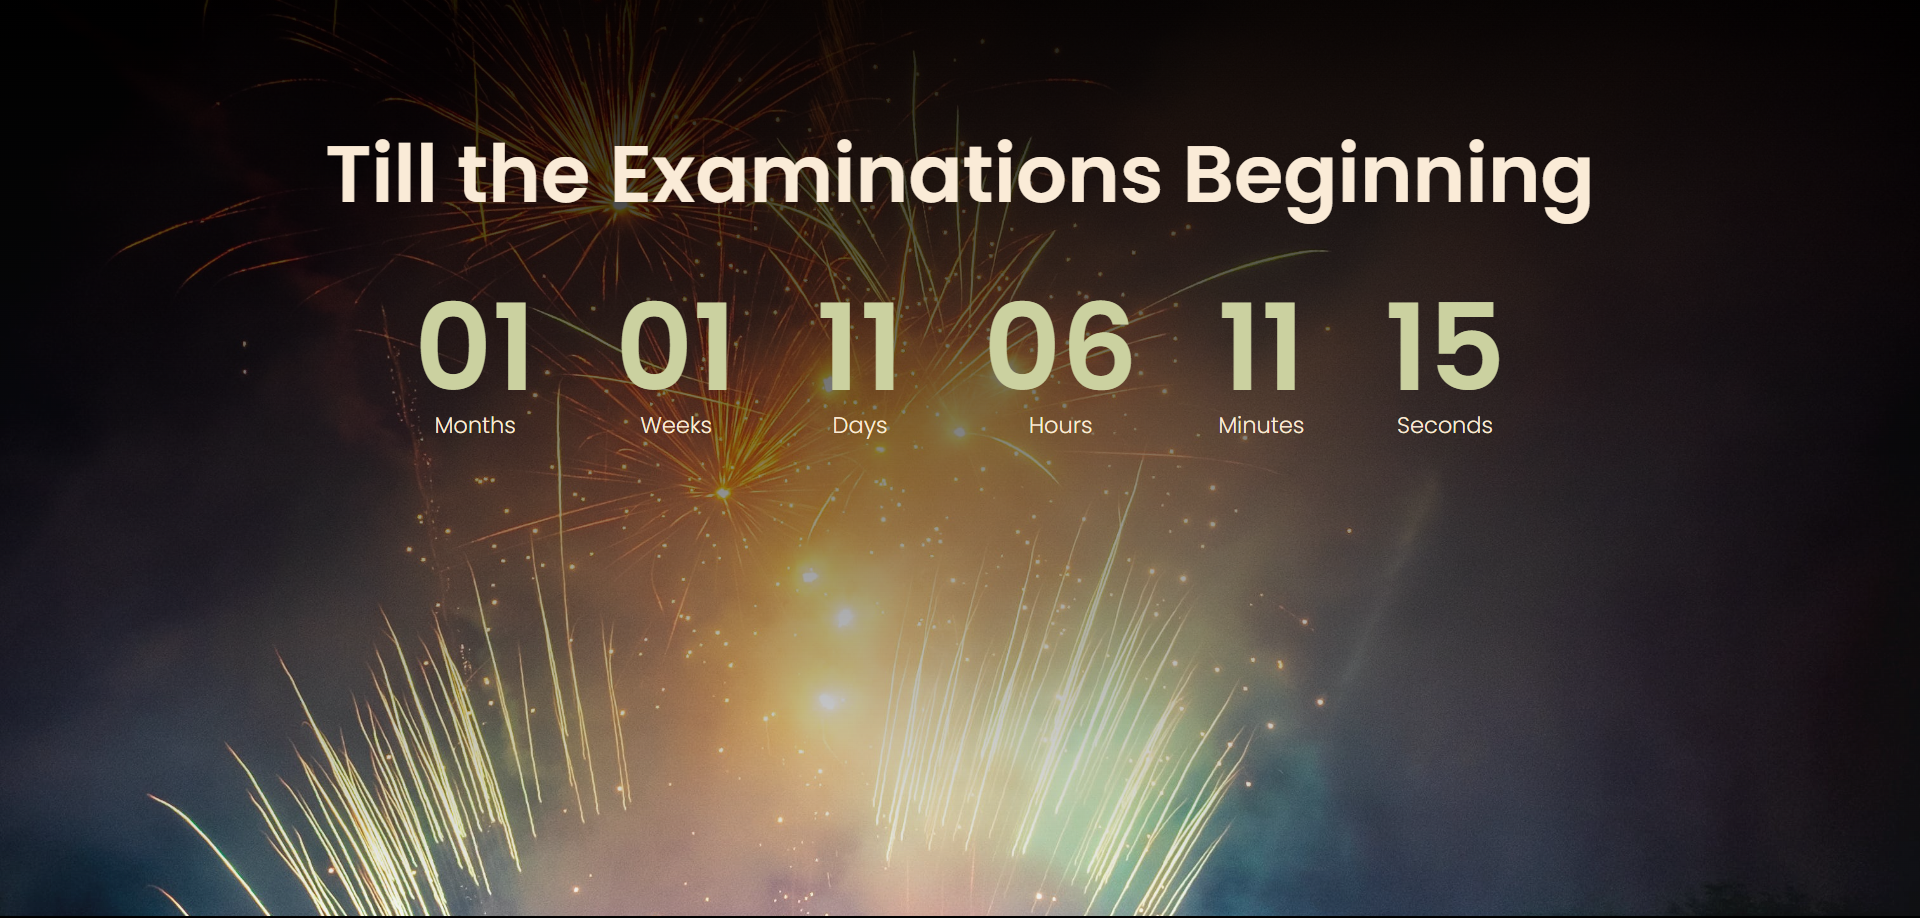 Till the Examinations Beginning
01 01 11 06 11 15
Months Weeks Days Hours Minutes Seconds